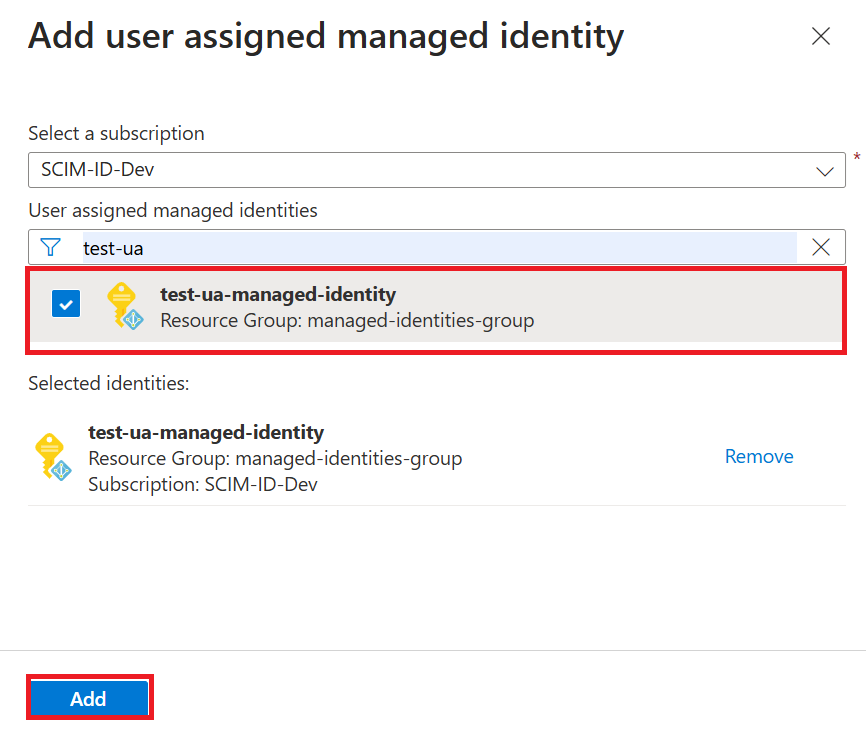 Add user assigned managed identity
Select a subscription
SCIM-ID-Dev
*
User assigned managed identities
test-ua
test-ua-managed-identity
Resource Group: managed-identities-group
Selected identities:
test-ua-managed-identity
Resource Group: managed-identities-group
Remove
Subscription: SCIM-ID-Dev
Add